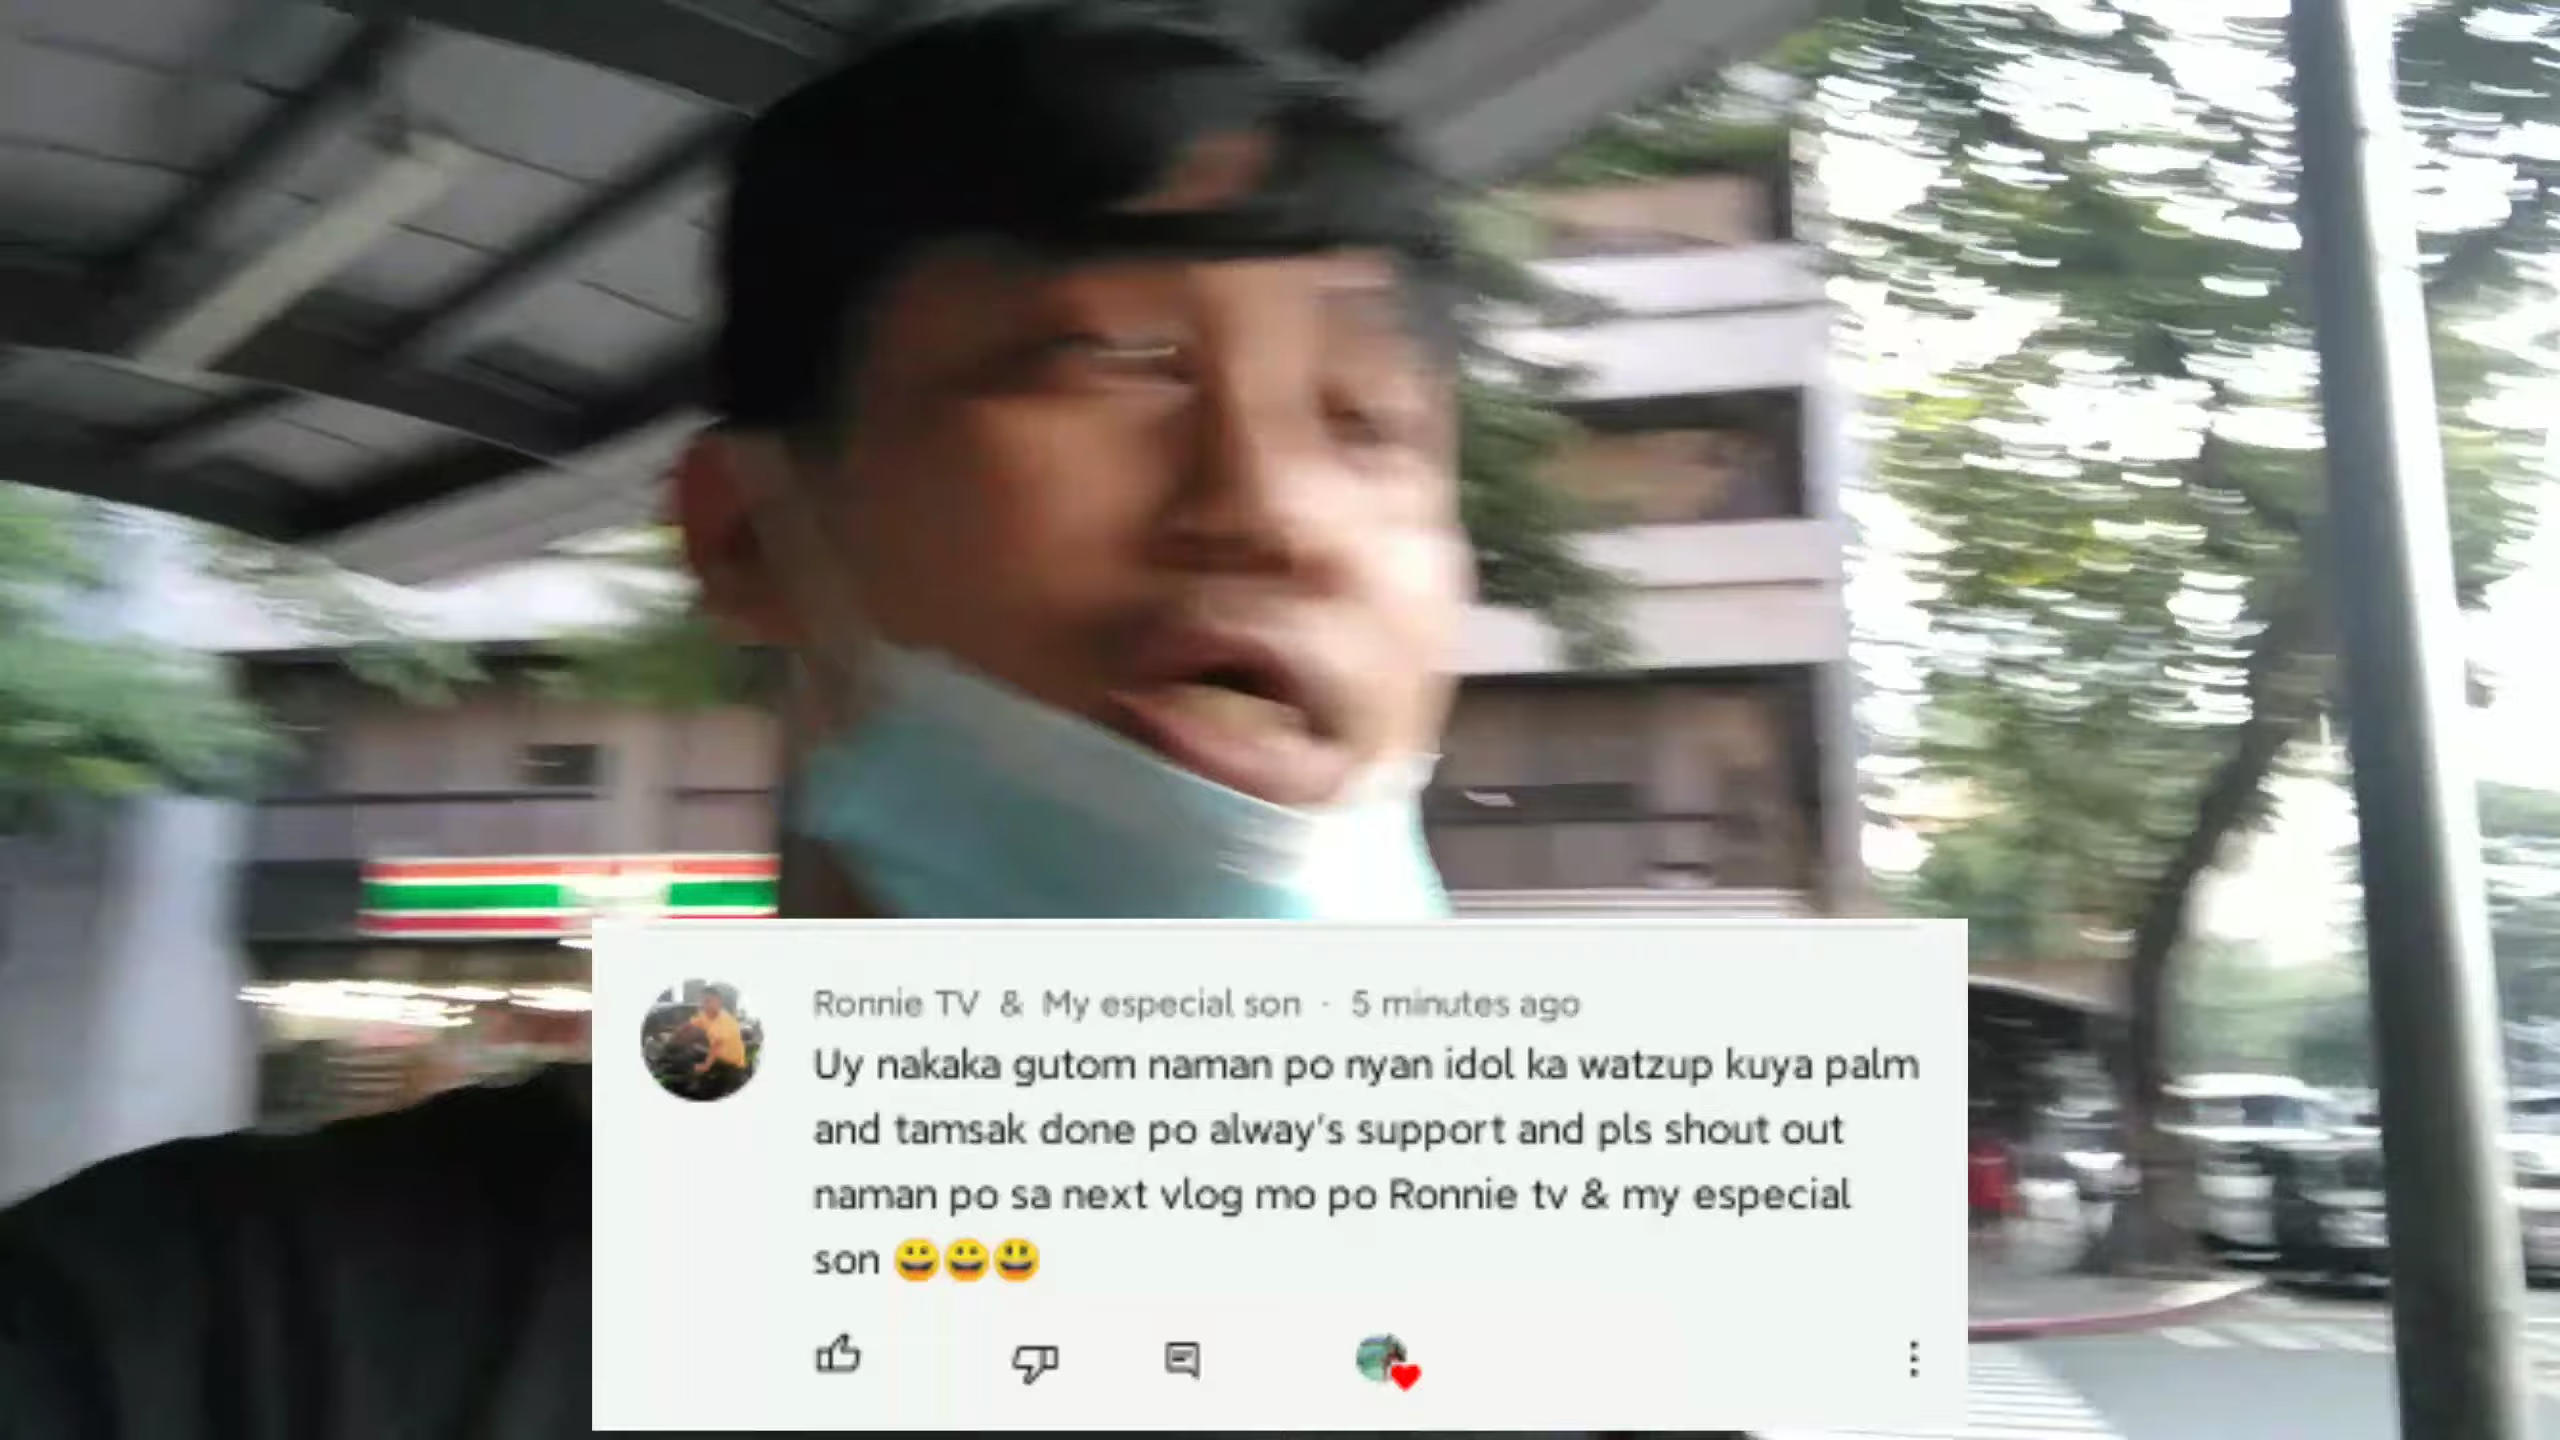 Ronnie TV & My especial son · 5 minutes ago
Uy nakaka gutom naman po nyan idol ka watzup kuya palm
and tamsak done po alway's support and pls shout out
naman po sa next vlog mo po Ronnie tv & my especial
son 😀😀😃